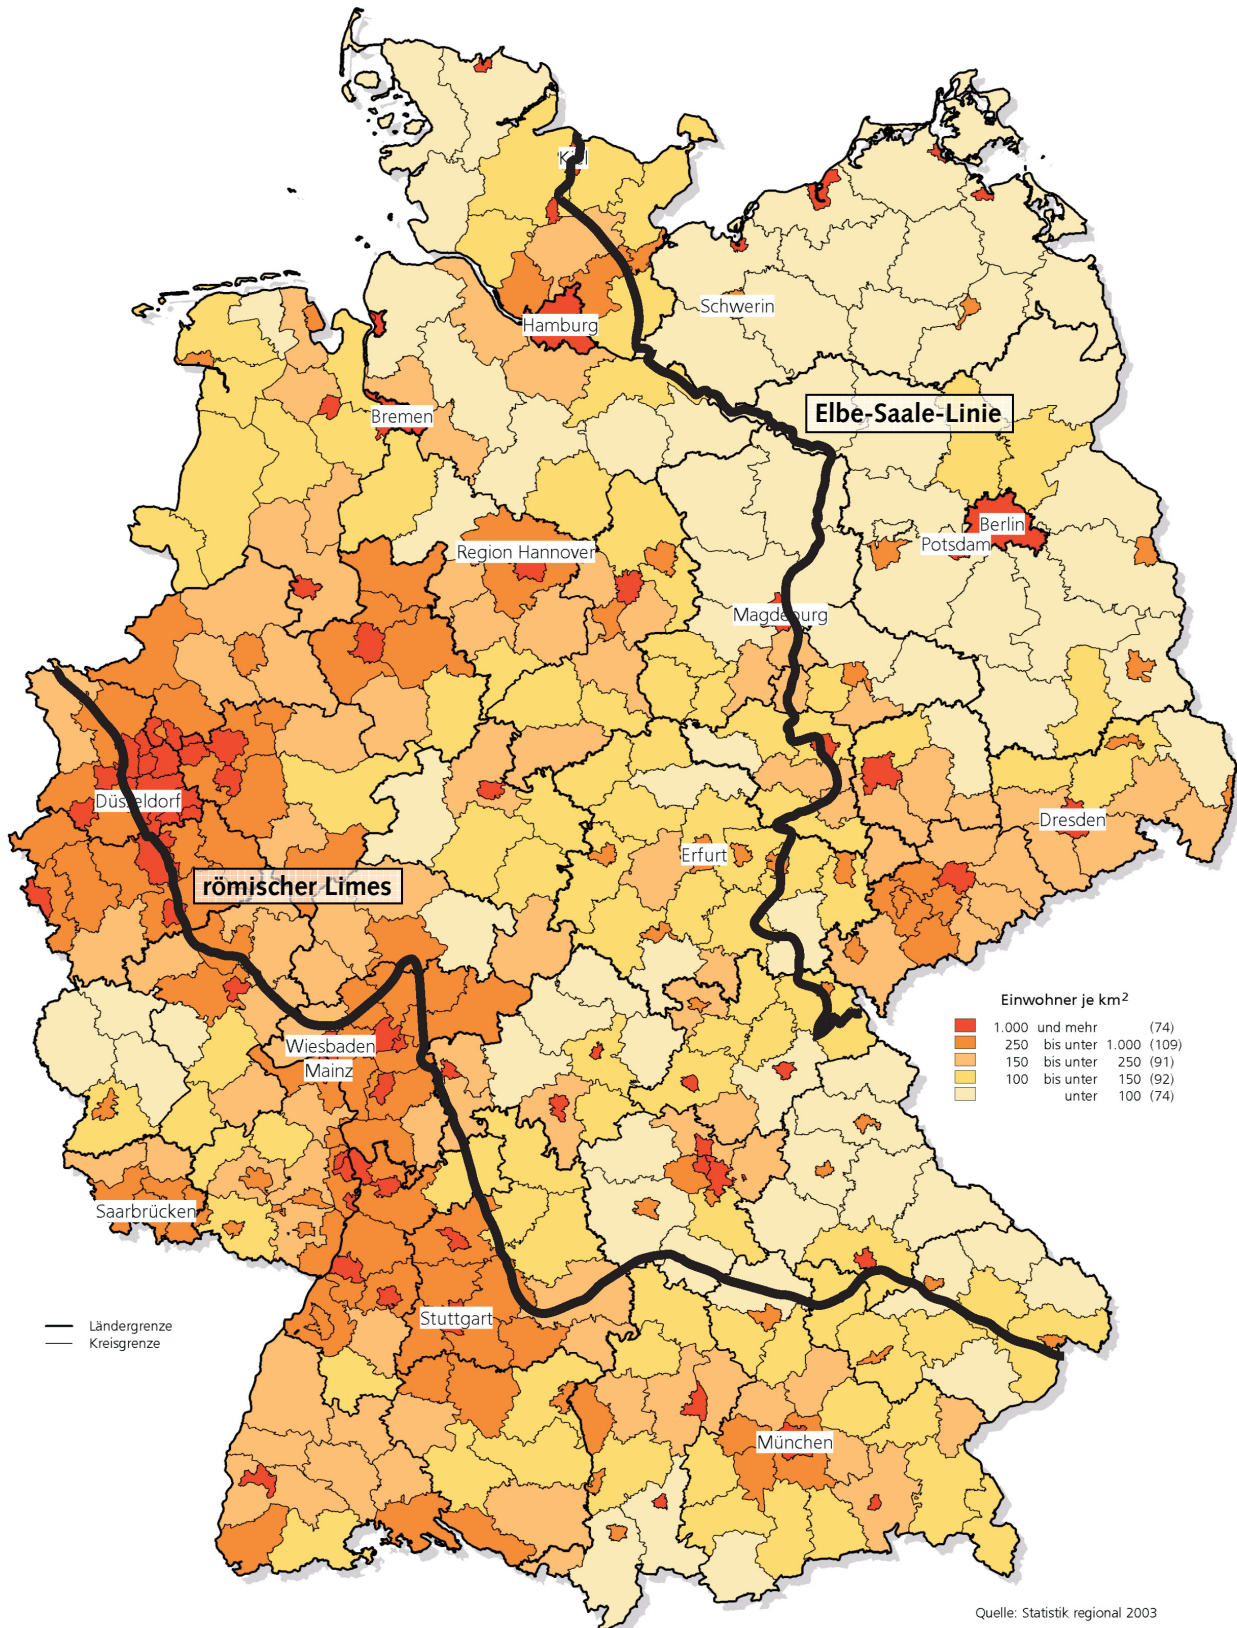 Kiel
Schwerin
Hamburg
Bremen
Elbe-Saale-Linie
Berlin
Potsdam
Region Hannover
Magdeburg
Düsseldorf
Dresden
Erfurt
römischer Limes
Einwohner je km²
1.000 und mehr (74)
250 bis unter 1.000 (109)
150 bis unter 250 (91)
100 bis unter 150 (92)
unter 100 (74)
Wiesbaden
Mainz
Saarbrücken
Stuttgart
Ländergrenze
Kreisgrenze
München
Quelle: Statistik regional 2003